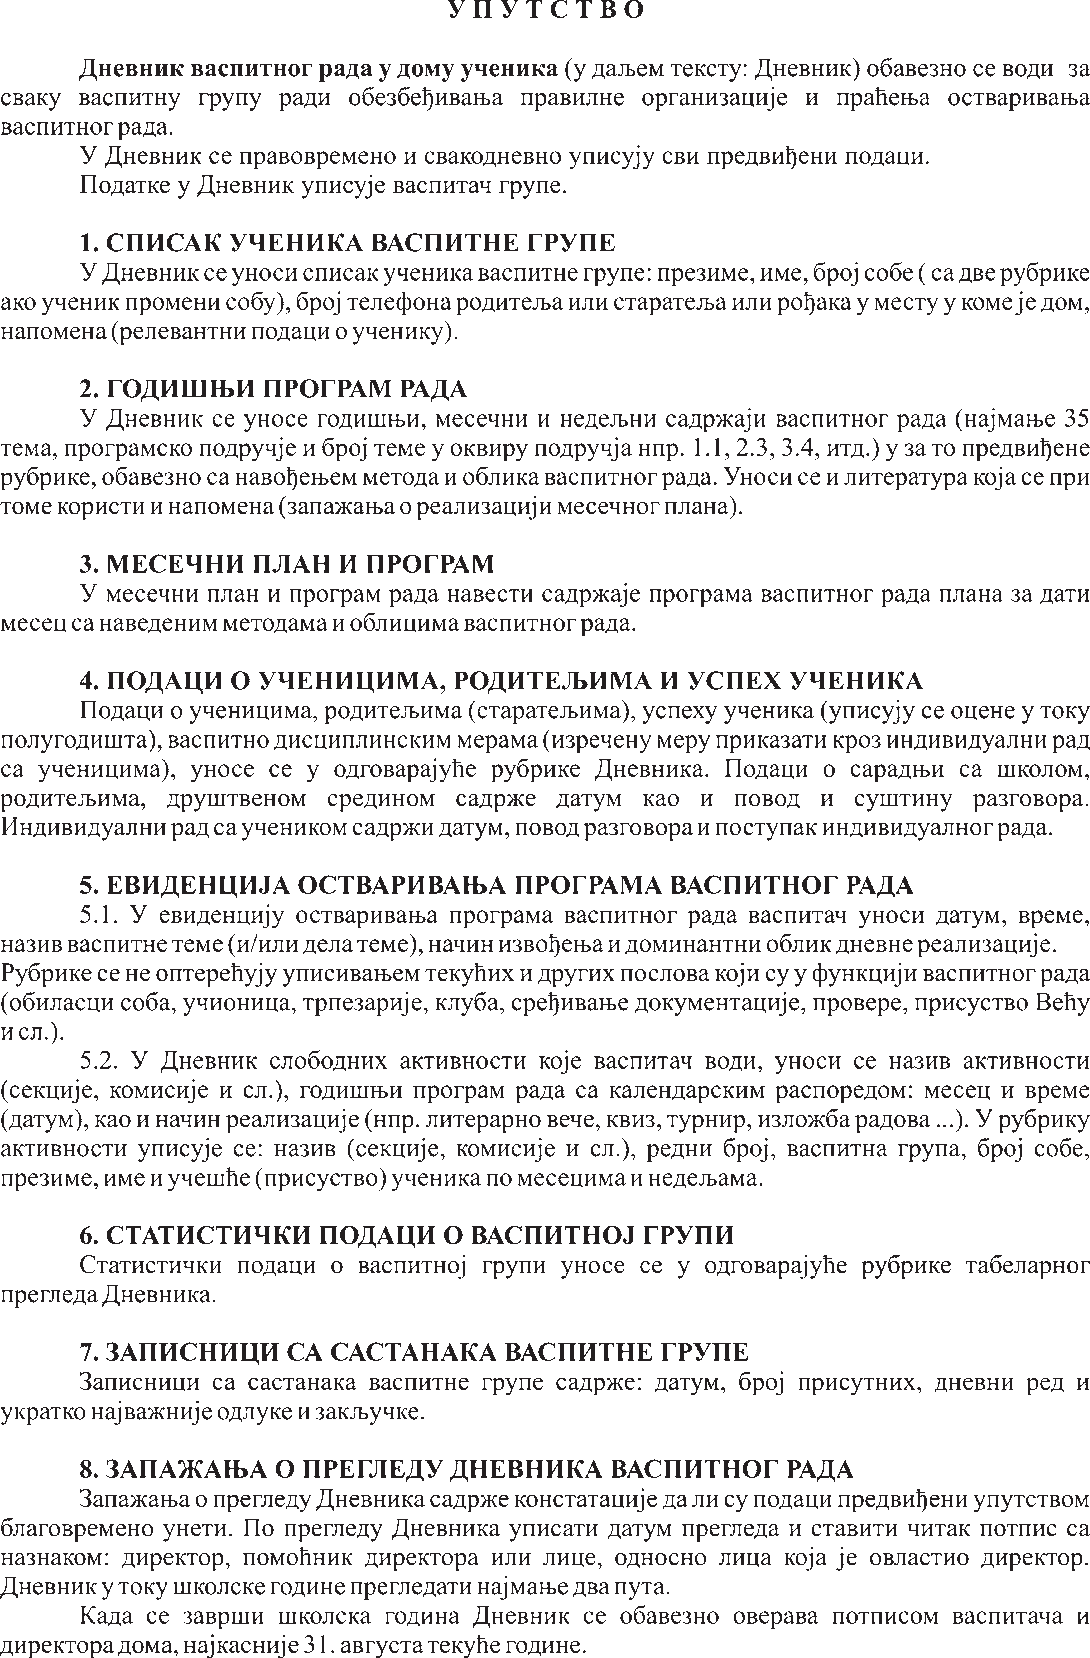 У П У Т С Т В О
Дневник васпитног рада у дому ученика (у даљем тексту: Дневник) обавезно се води за
сваку васпитну групу ради обезбеђивања правилне организације и праћења остваривања
васпитног рада.
У Дневник се правовремено и свакодневно уписују сви предвиђени подаци.
Податке у Дневник уписује васпитач групе.
1. СПИСАК УЧЕНИКА ВАСПИТНЕ ГРУПЕ
У Дневник се уноси списак ученика васпитне групе: презиме, име, број собе ( са две рубрике
ако ученик промени собу), број телефона родитеља или старатеља или рођака у месту у коме је дом,
напомена (релевантни подаци о ученику).
2. ГОДИШЊИ ПРОГРАМ РАДА
У Дневник се уносе годишњи, месечни и недељни садржаји васпитног рада (најмање 35
тема, програмско подручје и број теме у оквиру подручја нпр. 1.1, 2.3, 3.4, итд.) у за то предвиђене
рубрике, обавезно са навођењем метода и облика васпитног рада. Уноси се и литература која се при
томе користи и напомена (запажања о реализацији месечног плана).
3. МЕСЕЧНИ ПЛАН И ПРОГРАМ
У месечни план и програм рада навести садржаје програма васпитног рада плана за дати
месец са наведеним методама и облицима васпитног рада.
4. ПОДАЦИ О УЧЕНИЦИМА, РОДИТЕЉИМА И УСПЕХ УЧЕНИКА
Подаци о ученицима, родитељима (старатељима), успеху ученика (уписују се оцене у току
полугодишта), васпитно дисциплинским мерама (изречену меру приказати кроз индивидуални рад
са ученицима), уносе се у одговарајуће рубрике Дневника. Подаци о сарадњи са школом,
родитељима, друштвеном средином садрже датум као и повод и суштину разговора.
Индивидуални рад са учеником садржи датум, повод разговора и поступак индивидуалног рада.
5. ЕВИДЕНЦИЈА ОСТВАРИВАЊА ПРОГРАМА ВАСПИТНОГ РАДА
5.1. У евиденцију остваривања програма васпитног рада васпитач уноси датум, време,
назив васпитне теме (и/или дела теме), начин извођења и доминантни облик дневне реализације.
Рубрике се не оптерећују уписивањем текућих и других послова који су у функцији васпитног рада
(обиласци соба, учионица, трпезарије, клуба, сређивање документације, провере, присуство Већу
и сл.).
5.2. У Дневник слободних активности које васпитач води, уноси се назив активности
(секције, комисије и сл.), годишњи програм рада са календарским распоредом: месец и време
(датум), као и начин реализације (нпр. литерарно вече, квиз, турнир, изложба радова ...). У рубрику
активности уписује се: назив (секције, комисије и сл.), редни број, васпитна група, број собе,
презиме, име и учешће (присуство) ученика по месецима и недељама.
6. СТАТИСТИЧКИ ПОДАЦИ О ВАСПИТНОЈ ГРУПИ
Статистички подаци о васпитној групи уносе се у одговарајуће рубрике табеларног
прегледа Дневника.
7. ЗАПИСНИЦИ СА САСТАНАКА ВАСПИТНЕ ГРУПЕ
Записници са састанака васпитне групе садрже: датум, број присутних, дневни ред и
укратко најважније одлуке и закључке.
8. ЗАПАЖАЊА О ПРЕГЛЕДУ ДНЕВНИКА ВАСПИТНОГ РАДА
Запажања о прегледу Дневника садрже констатације да ли су подаци предвиђени упутством
благовремено унети. По прегледу Дневника уписати датум прегледа и ставити читак потпис са
назнаком: директор, помоћник директора или лице, односно лица која је овластио директор.
Дневник у току школске године прегледати најмање два пута.
Када се заврши школска година Дневник се обавезно оверава потписом васпитача и
директора дома, најкасније 31. августа текуће године.